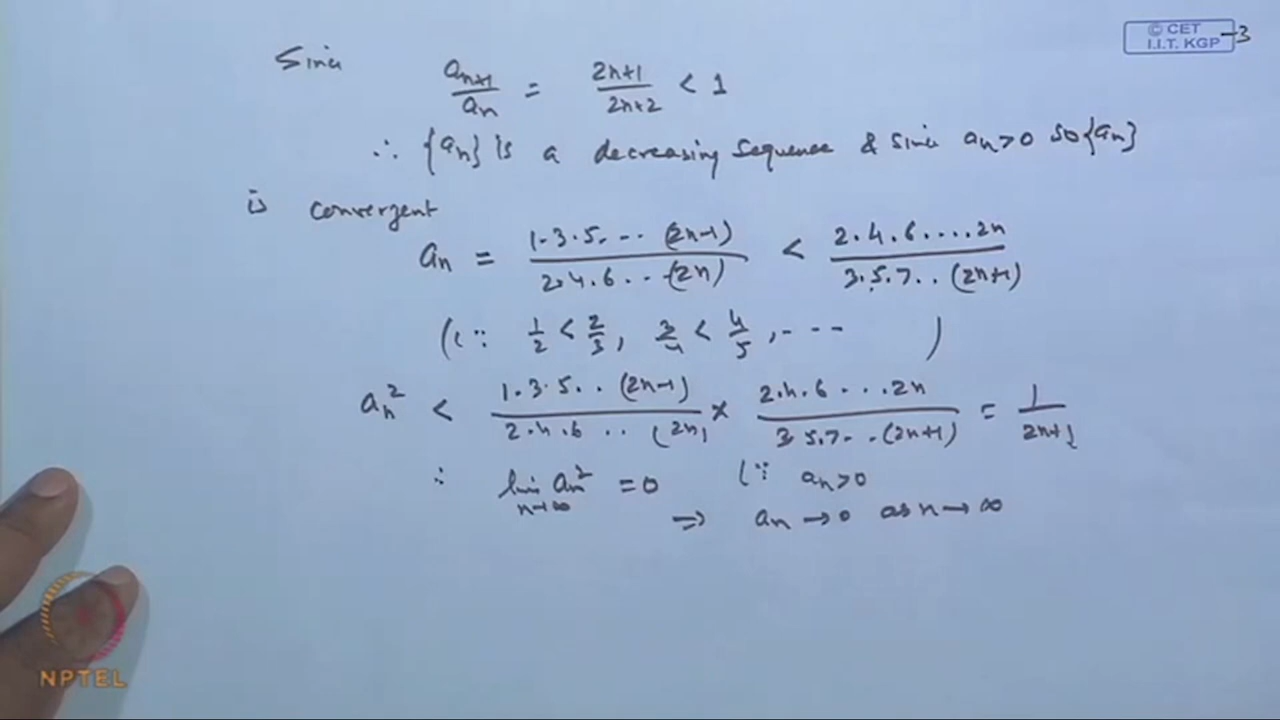 © CET
I.I.T. KGP -3
Since a_{n+1}/a_n = (2n+1)/(2n+2) < 1
∴ {a_n} is a decreasing sequence & since a_n>0 so {a_n}
is convergent
a_n = 1.3.5. ... (2n-1) / 2.4.6 .. (2n) < 2.4.6. .... 2n / 3.5.7. .. (2n+1)
(∵ 1/2 < 2/3, 3/4 < 4/5, ... )
a_n^2 < 1.3.5 .. (2n-1) / 2.4.6 .. (2n) × 2.4.6 ... 2n / 3 5.7. .. (2n+1) = 1/(2n+1)
∴ lim_{n→∞} a_n^2 = 0 (∵ a_n>0
⇒ a_n → 0 as n → ∞
NPTEL